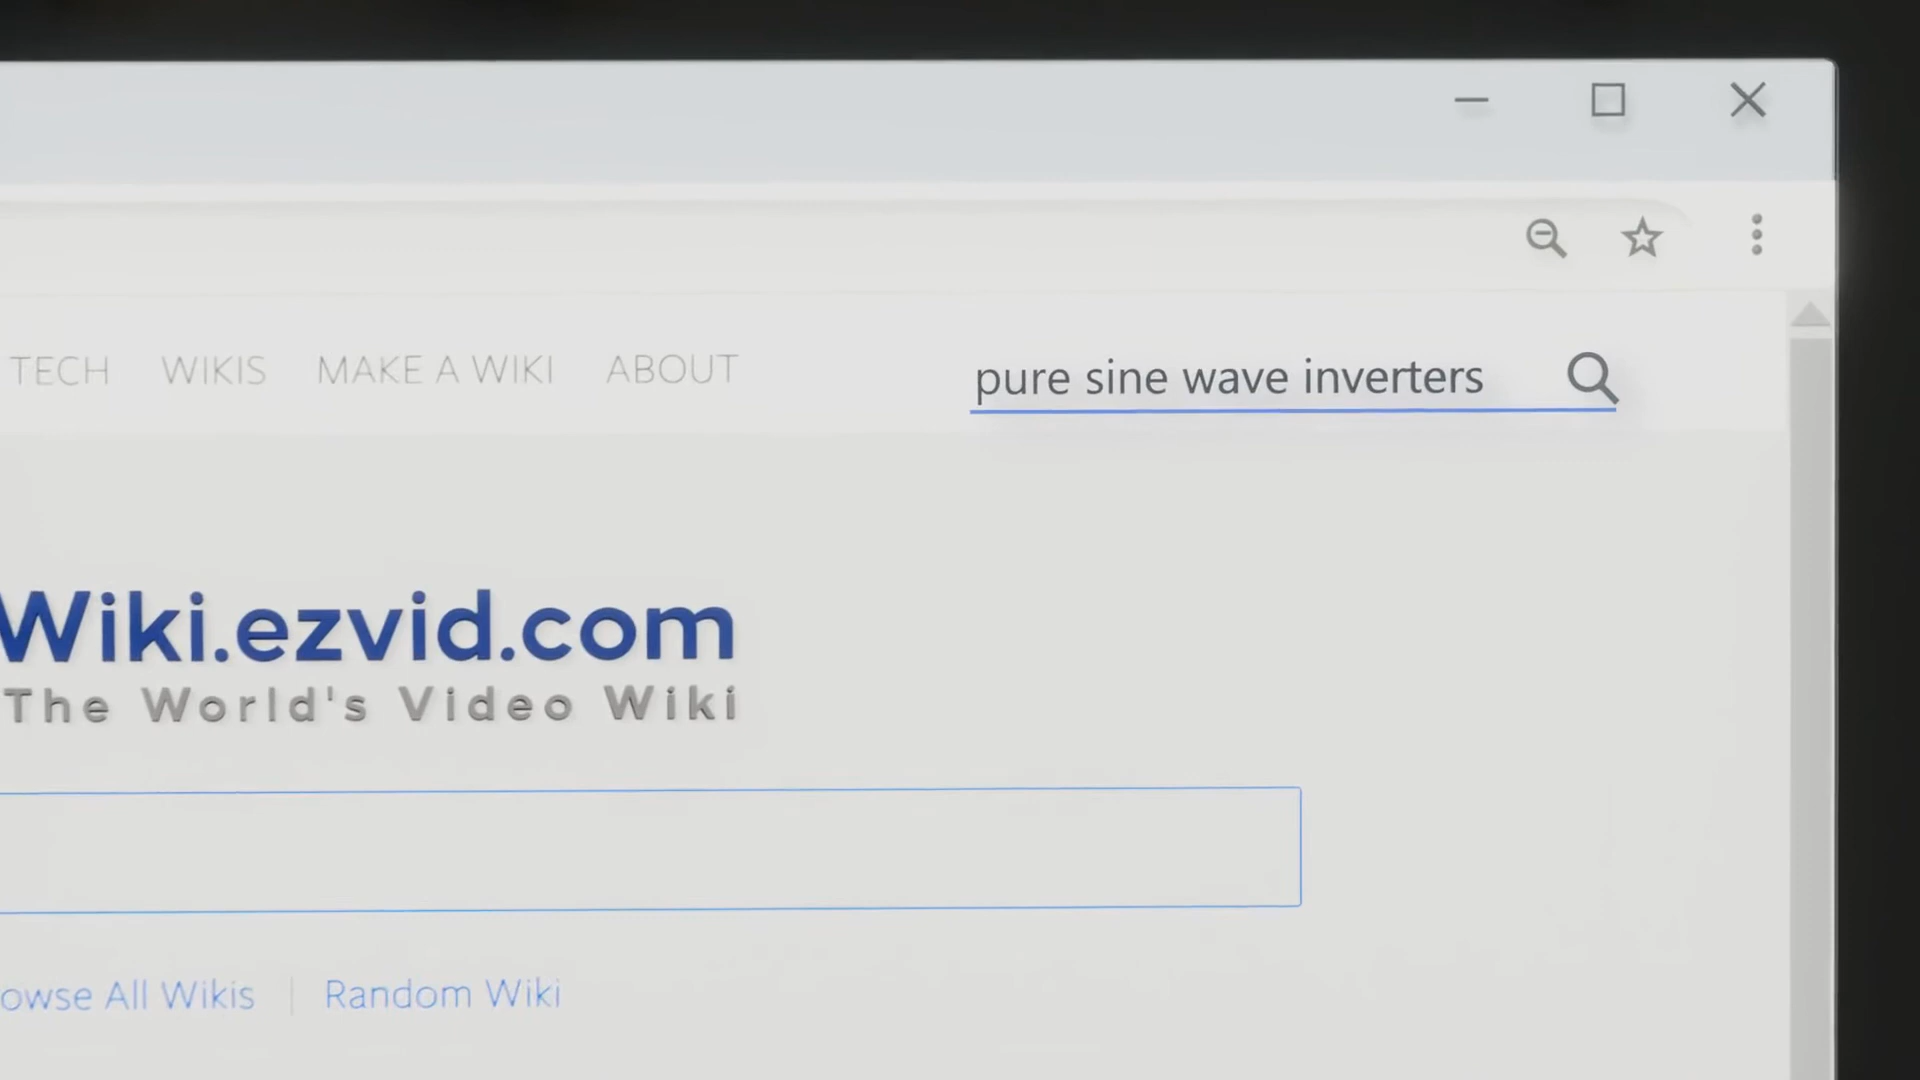 TECH WIKIS MAKE A WIKI ABOUT
pure sine wave inverters
Wiki.ezvid.com
The World's Video Wiki
owse All Wikis | Random Wiki